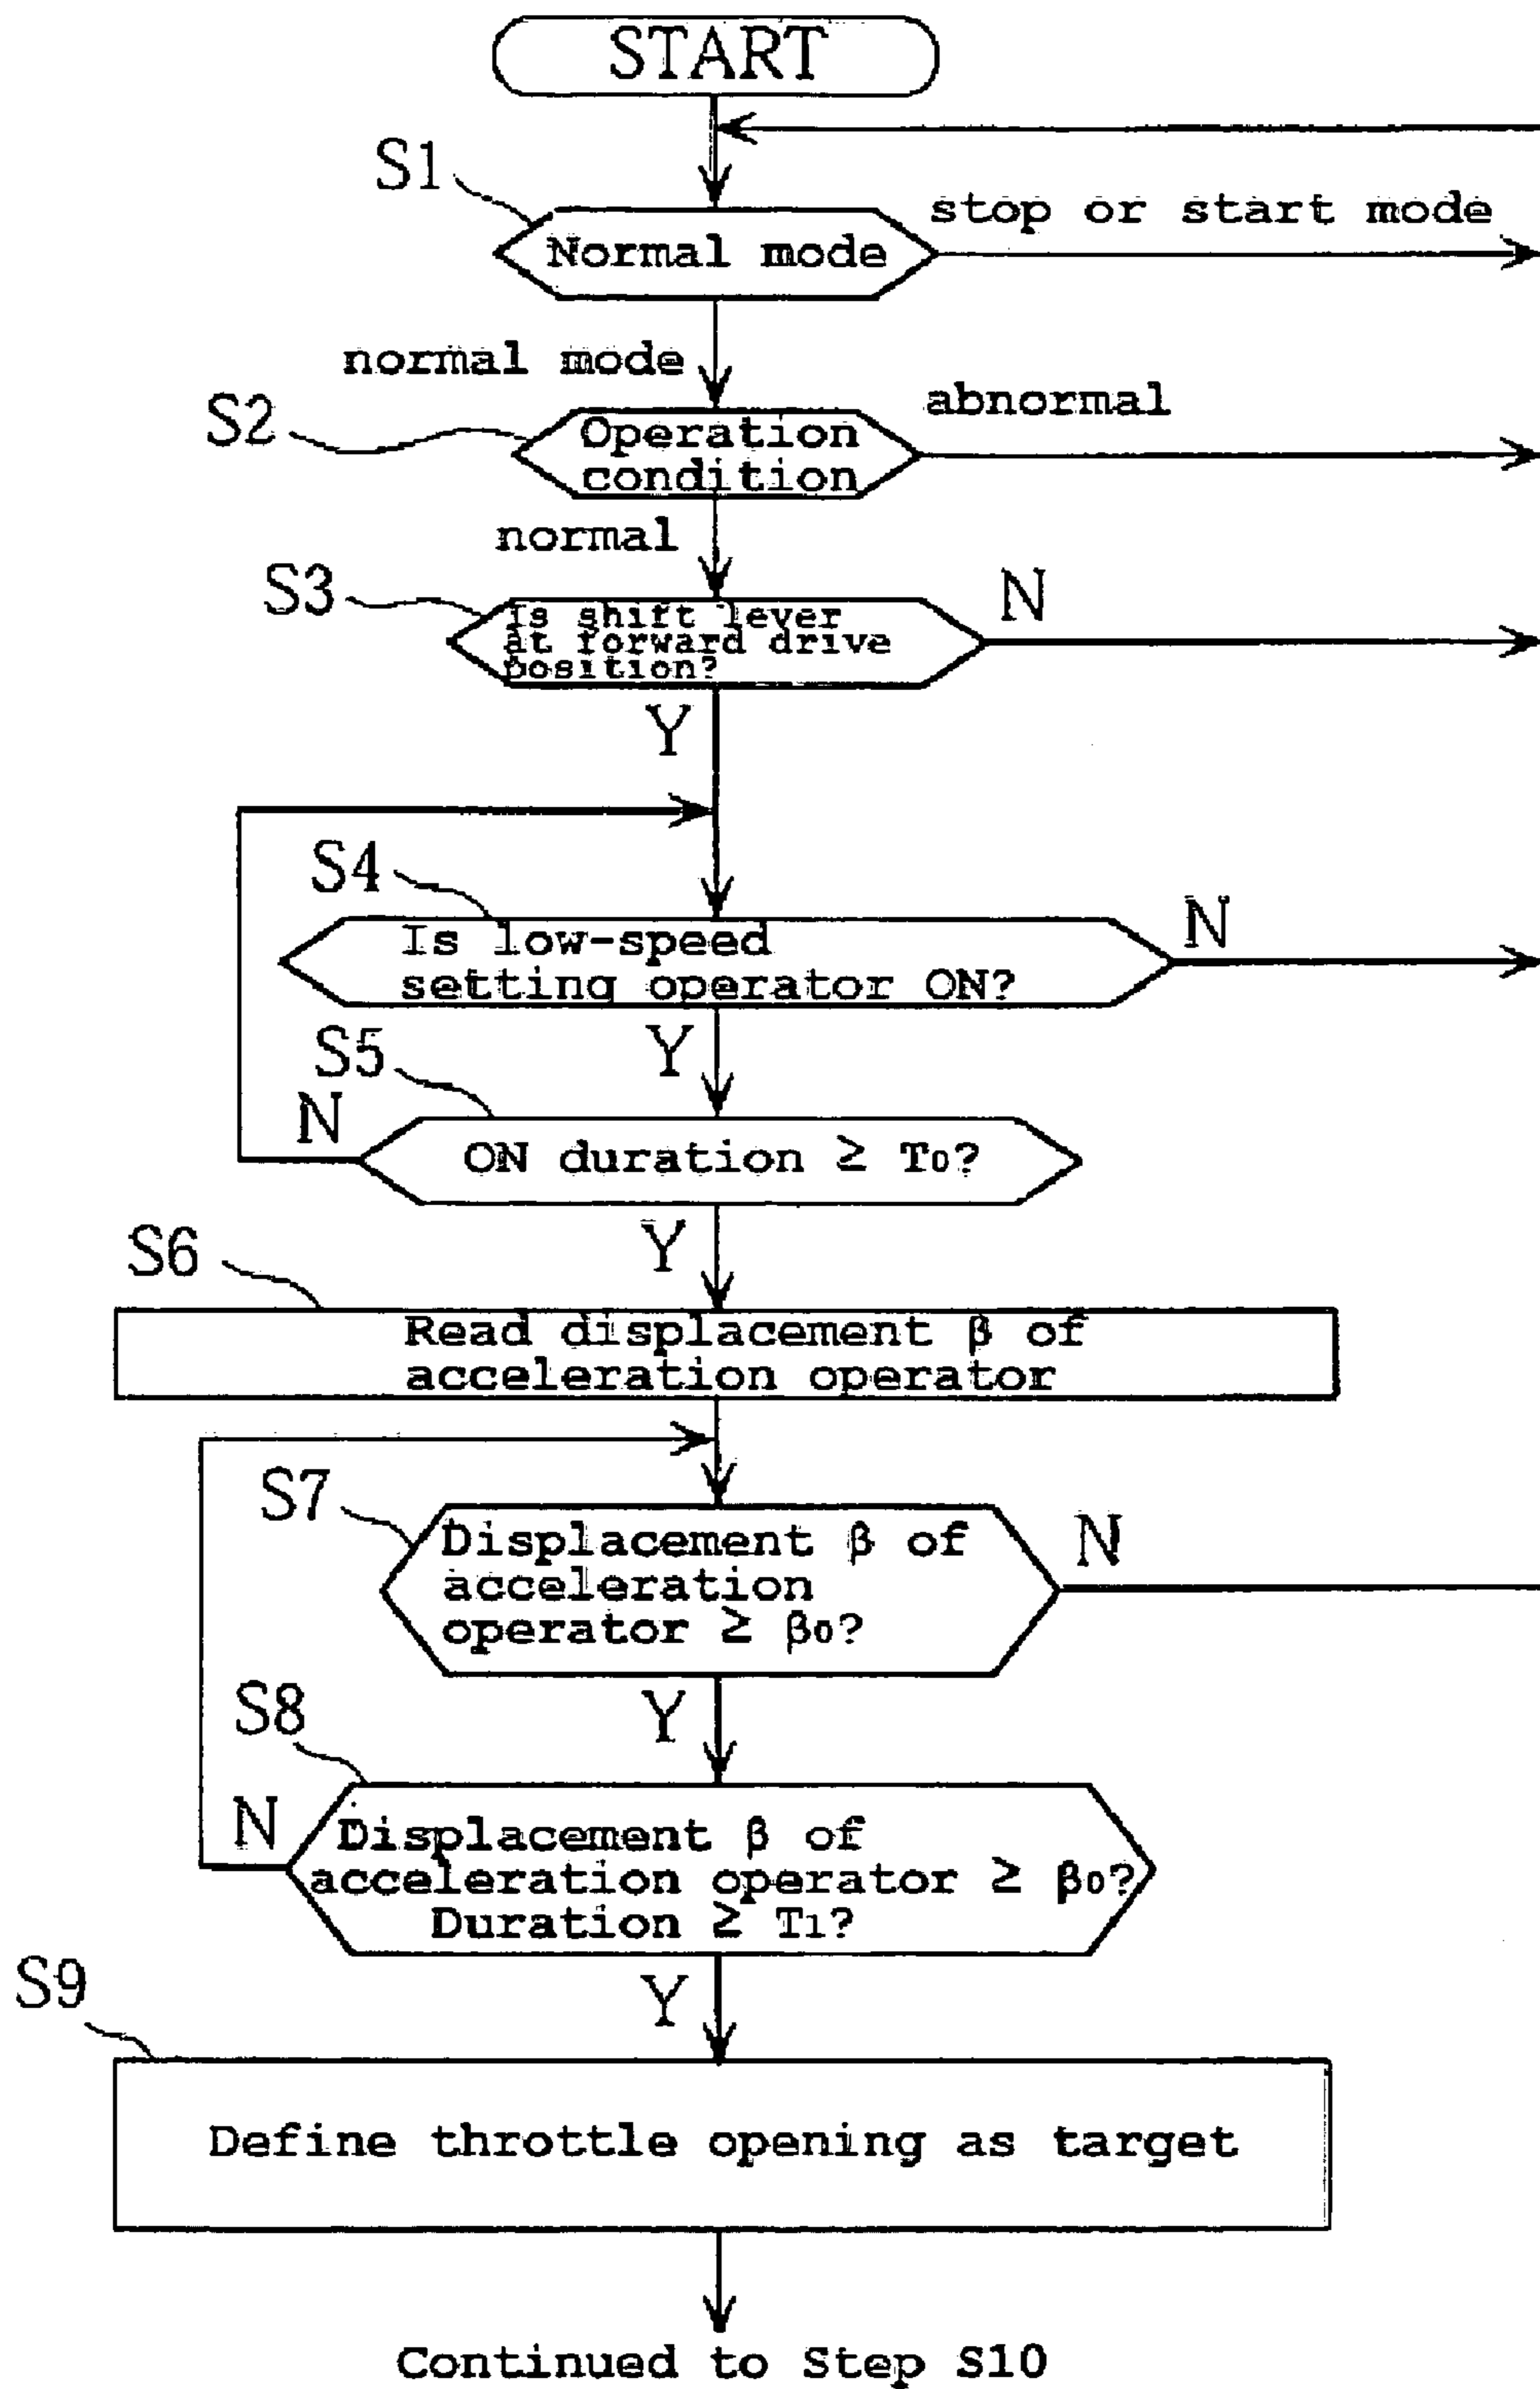 START
S1
stop or start mode
Normal mode
normal mode
abnormal
S2
Operation
condition
normal
S3
N
Is shift lever
at forward drive
position?
Y
S4
N
Is low-speed
setting operator ON?
Y
S5
N
ON duration ≥ T0?
Y
S6
Read displacement β of
acceleration operator
S7
N
Displacement β of
acceleration
operator ≥ β0?
Y
S8
N
Displacement β of
acceleration operator ≥ β0?
Duration ≥ T1?
Y
S9
Define throttle opening as target
Continued to Step S10